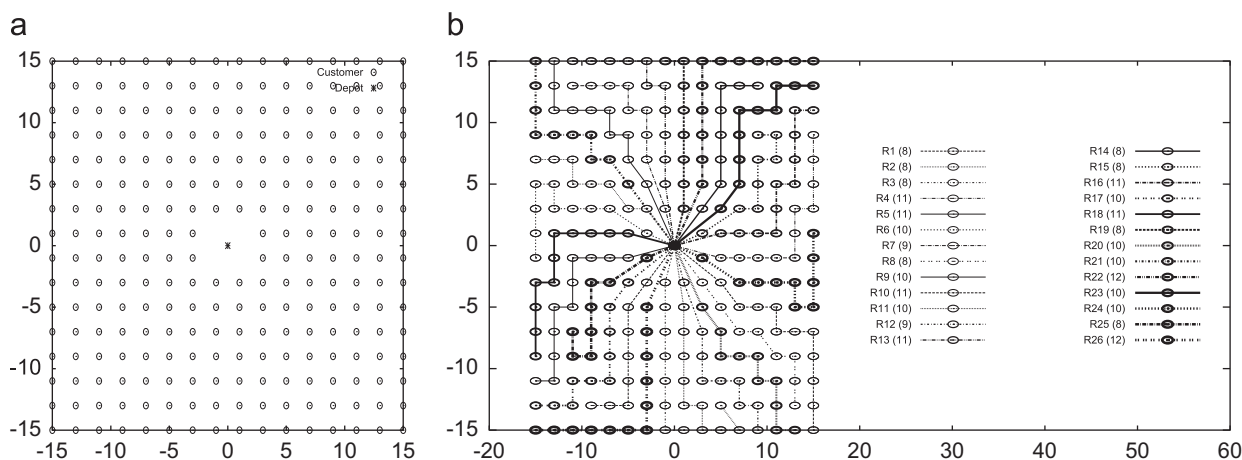 a
15
10
5
0
-5
-10
-15
-15 -10 -5 0 5 10 15
Customer
Depot
b
15
10
5
0
-5
-10
-15
-20 -10 0 10 20 30 40 50 60
R1 (8)
R2 (8)
R3 (8)
R4 (11)
R5 (11)
R6 (10)
R7 (9)
R8 (8)
R9 (10)
R10 (11)
R11 (10)
R12 (9)
R13 (11)
R14 (8)
R15 (8)
R16 (11)
R17 (10)
R18 (11)
R19 (8)
R20 (10)
R21 (10)
R22 (12)
R23 (10)
R24 (10)
R25 (8)
R26 (12)